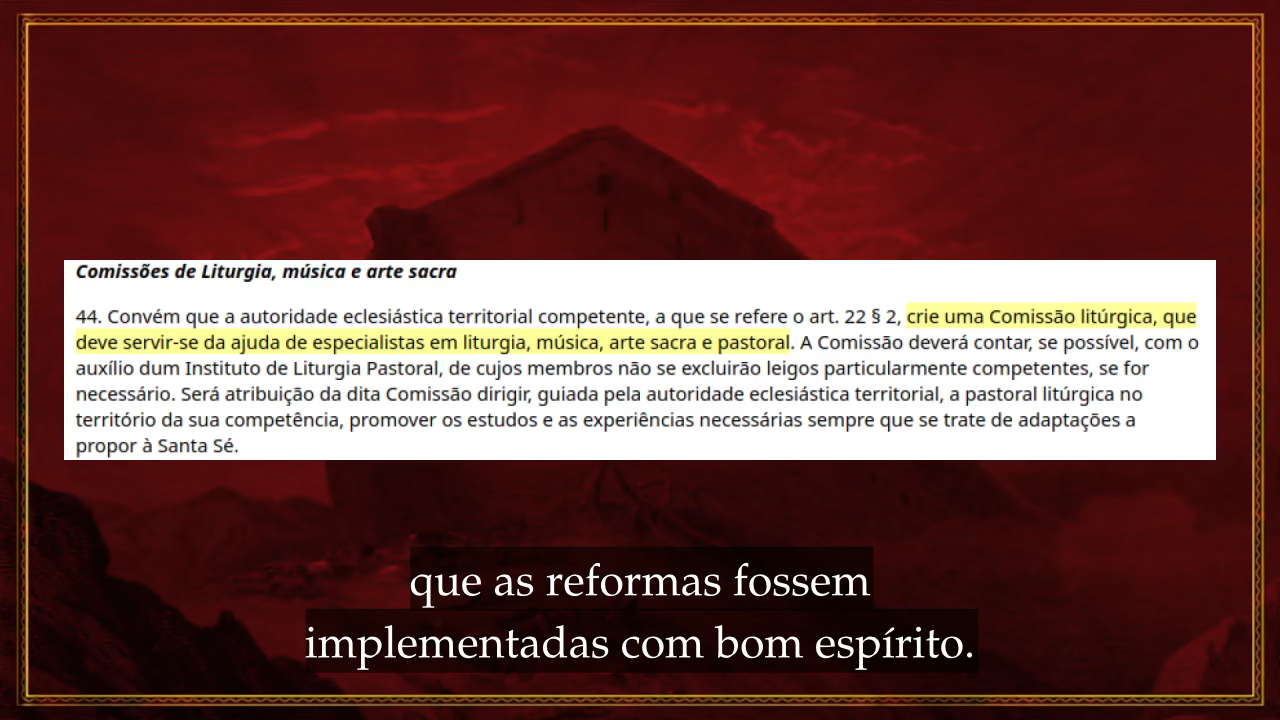 Comissões de Liturgia, música e arte sacra
44. Convém que a autoridade eclesiástica territorial competente, a que se refere o art. 22 § 2, crie uma Comissão litúrgica, que
deve servir-se da ajuda de especialistas em liturgia, música, arte sacra e pastoral. A Comissão deverá contar, se possível, com o
auxílio dum Instituto de Liturgia Pastoral, de cujos membros não se excluirão leigos particularmente competentes, se for
necessário. Será atribuição da dita Comissão dirigir, guiada pela autoridade eclesiástica territorial, a pastoral litúrgica no
território da sua competência, promover os estudos e as experiências necessárias sempre que se trate de adaptações a
propor à Santa Sé.
que as reformas fossem
implementadas com bom espírito.